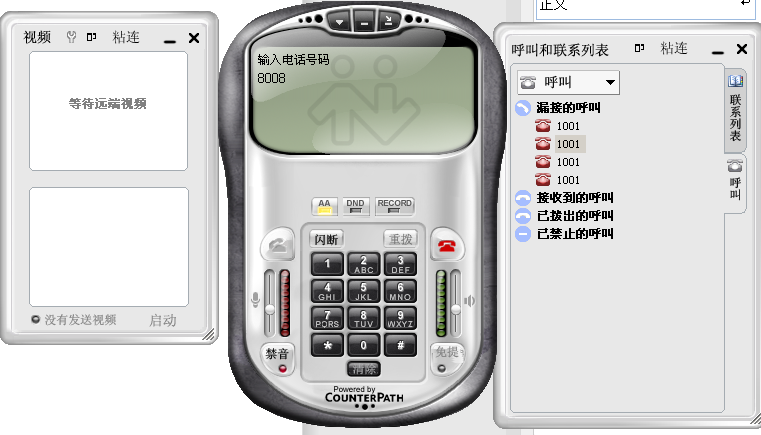 视频 粘连
等待远端视频
没有发送视频 启动
输入电话号码
8008
AA DND RECORD
闪断 重拨
1 2 ABC 3 DEF
4 GHI 5 JKL 6 MNO
7 PQRS 8 TUV 9 WXYZ
* 0 #
禁音 免提
清除
Powered by
COUNTERPATH
正文
呼叫和联系列表 粘连
呼叫
漏接的呼叫
1001
1001
1001
1001
接收到的呼叫
已拨出的呼叫
已禁止的呼叫
联系列表
呼叫